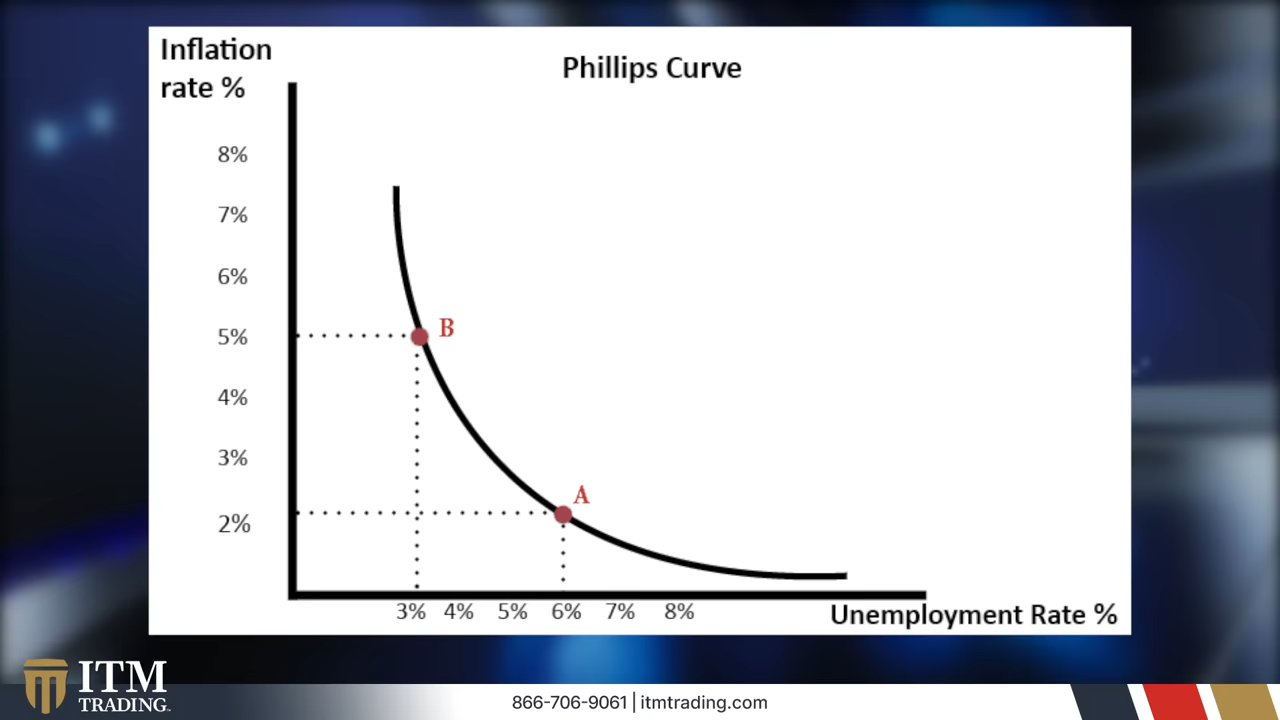 Inflation
rate %
Phillips Curve
8%
7%
6%
5%
4%
3%
2%
B
A
3% 4% 5% 6% 7% 8%
Unemployment Rate %
ITM
TRADING
866-706-9061 | itmtrading.com